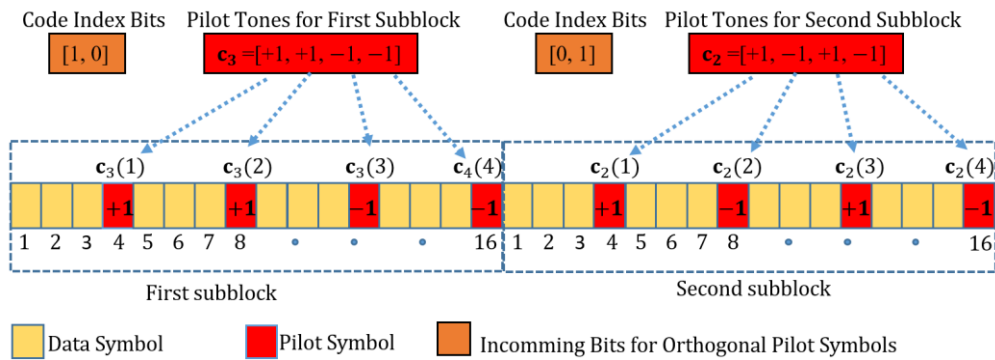 Code Index Bits Pilot Tones for First Subblock Code Index Bits Pilot Tones for Second Subblock
[1, 0] c₃ =[+1, +1, −1, −1] [0, 1] c₂ =[+1, −1, +1, −1]
c₃(1) c₃(2) c₃(3) c₄(4) c₂(1) c₂(2) c₂(3) c₂(4)
+1 +1 −1 −1 +1 −1 +1 −1
1 2 3 4 5 6 7 8 16 1 2 3 4 5 6 7 8 16
First subblock Second subblock
Data Symbol Pilot Symbol Incomming Bits for Orthogonal Pilot Symbols